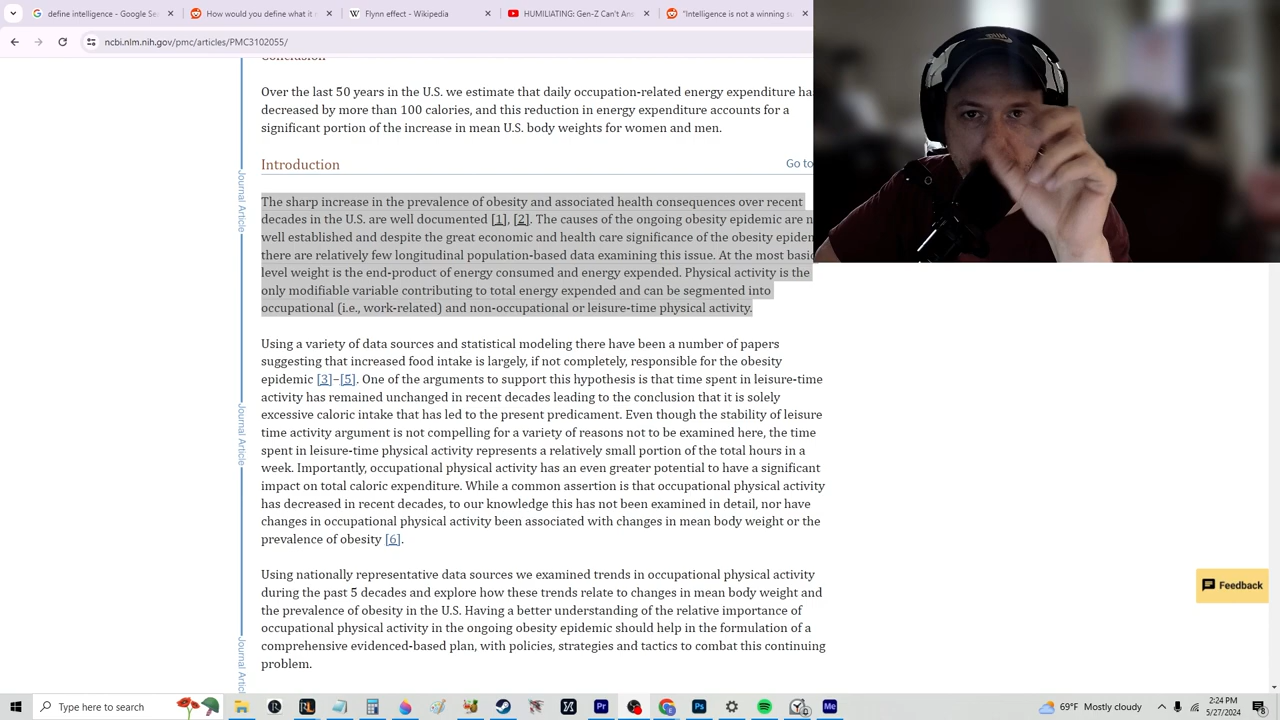 define intelligence - Google Se
"Intelligence is not winning s
Flynn effect - Wikipedia
HUMILIATING: Gen-Z Can't Ans
"Intelligence is not winning sc
ncbi.nlm.nih.gov/pmc/articles/PMC3102055/
Conclusion
Over the last 50 years in the U.S. we estimate that daily occupation-related energy expenditure has
decreased by more than 100 calories, and this reduction in energy expenditure accounts for a
significant portion of the increase in mean U.S. body weights for women and men.
Introduction
Go to
The sharp increase in the prevalence of obesity and associated health consequences over recent
decades in the U.S. are well documented [1], [2]. The causes of the ongoing obesity epidemic are n
well established and despite the great economic and health care significance of the obesity epidem
there are relatively few longitudinal population-based data examining this issue. At the most basic
level weight is the net result of energy consumed and energy expended. Physical activity is the
only modifiable variable contributing to total energy expended and can be segmented into
occupational (i.e., work-related) and non-occupational or leisure-time physical activity.
Using a variety of data sources and statistical modeling there have been a number of papers
suggesting that increased food intake is largely, if not completely, responsible for the obesity
epidemic [3]–[5]. One of the arguments to support this hypothesis is that time spent in leisure-time
activity has remained unchanged in recent decades leading to the conclusion that it is solely
excessive caloric intake that has led to the present predicament. Even though the stability of leisure
time activity argument is not compelling for a variety of reasons not to be examined here, the time
spent in leisure-time physical activity represents a relatively small portion of the total hours in a
week. Importantly, occupational physical activity has an even greater potential to have a significant
impact on total caloric expenditure. While a common assertion is that occupational physical activity
has decreased in recent decades, to our knowledge this has not been examined in detail, nor have
changes in occupational physical activity been associated with changes in mean body weight or the
prevalence of obesity [6].
Using nationally representative data sources we examined trends in occupational physical activity
during the past 5 decades and explore how these trends relate to changes in mean body weight and
the prevalence of obesity in the U.S. Having a better understanding of the relative importance of
occupational physical activity in the ongoing obesity epidemic should help in the formulation of a
comprehensive evidenced-based plan, with policies, strategies and tactics to combat this continuing
problem.
Journal Article
Journal Article
Journal Artic
Feedback
Type here to search
Pr
Ps
Me
69°F Mostly cloudy
2:24 PM
5/27/2024
8